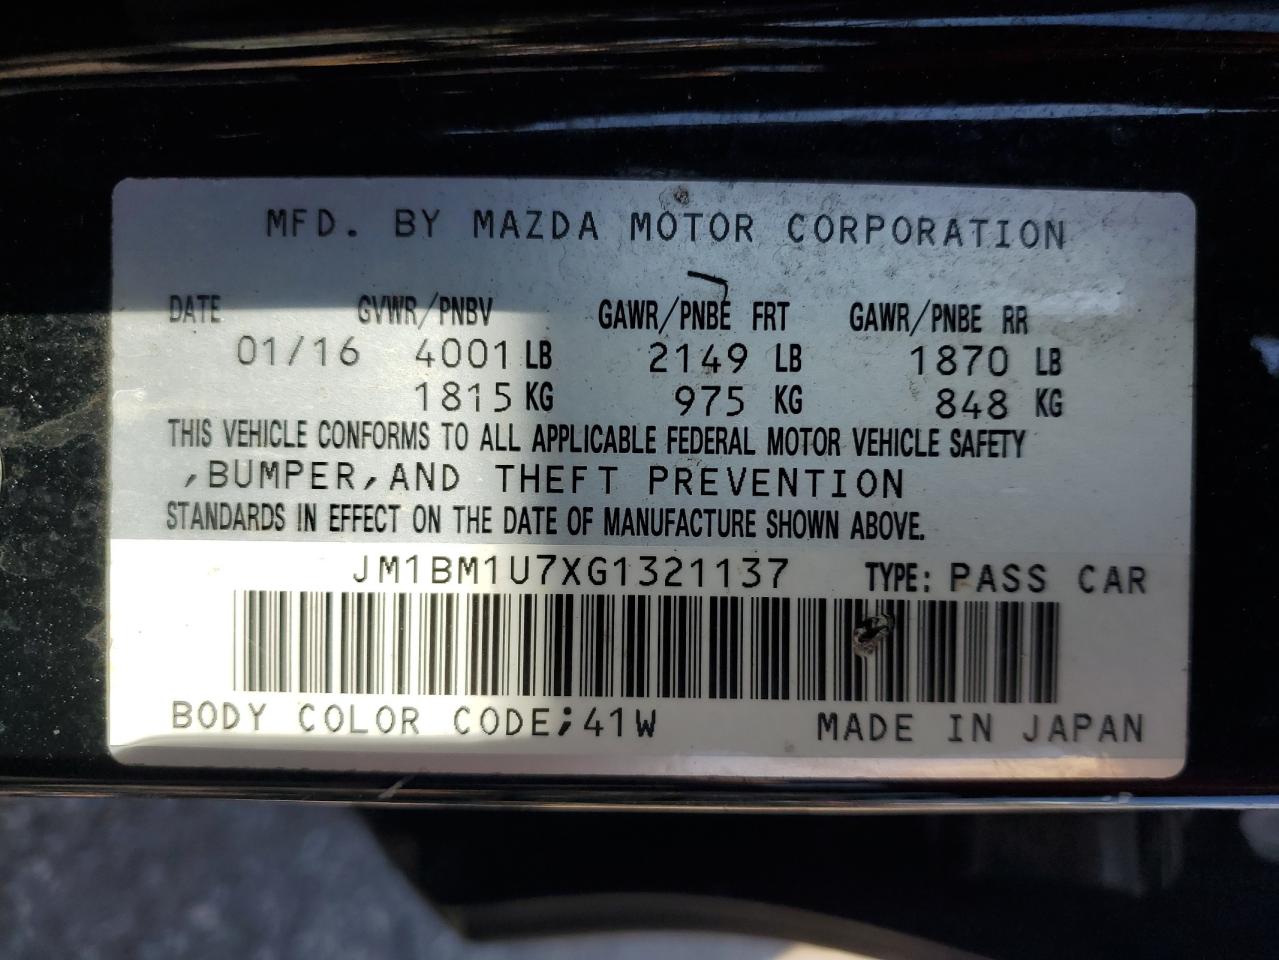 MFD. BY MAZDA MOTOR CORPORATION
DATE GVWR/PNBV GAWR/PNBE FRT GAWR/PNBE RR
01/16 4001 LB 2149 LB 1870 LB
1815 KG 975 KG 848 KG
THIS VEHICLE CONFORMS TO ALL APPLICABLE FEDERAL MOTOR VEHICLE SAFETY
,BUMPER,AND THEFT PREVENTION
STANDARDS IN EFFECT ON THE DATE OF MANUFACTURE SHOWN ABOVE.
JM1BM1U7XG1321137 TYPE: PASS CAR
BODY COLOR CODE;41W MADE IN JAPAN